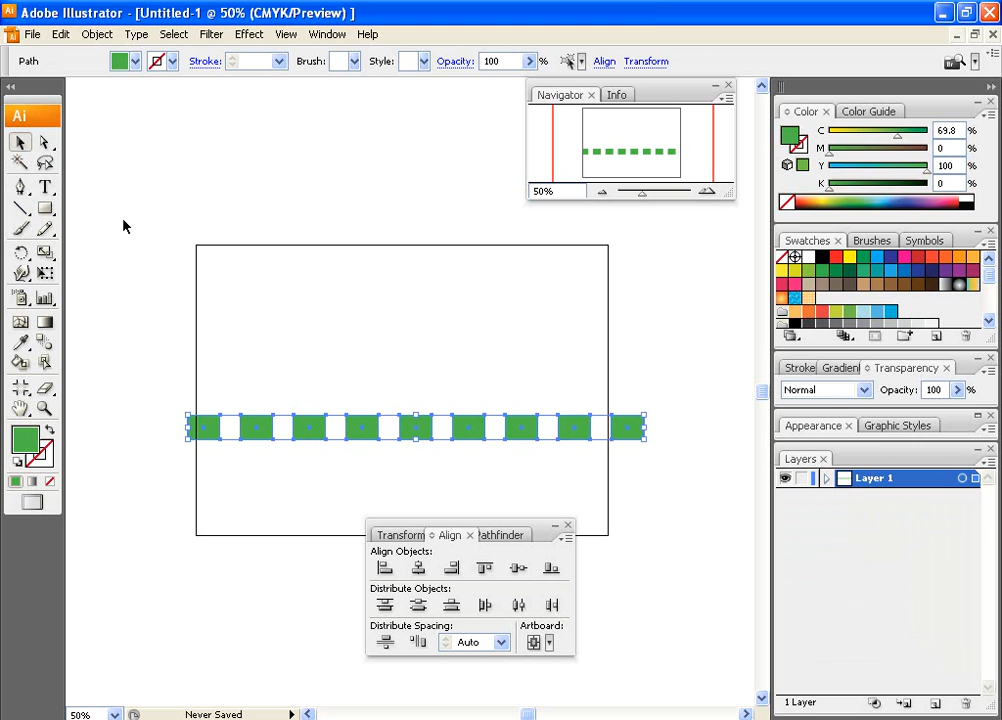 Ai Adobe Illustrator - [Untitled-1 @ 50% (CMYK/Preview) ]
File Edit Object Type Select Filter Effect View Window Help
Path Stroke: Brush: Style: Opacity: 100 % Align Transform
Ai
T
Navigator Info
50%
Color Color Guide
C 69.8 %
M 0 %
Y 100 %
K 0 %
Swatches Brushes Symbols
Stroke Gradien Transparency
Normal Opacity: 100 %
Appearance Graphic Styles
Layers
Layer 1
1 Layer
Transform Align Pathfinder
Align Objects:
Distribute Objects:
Distribute Spacing: Artboard:
Auto
50% Never Saved